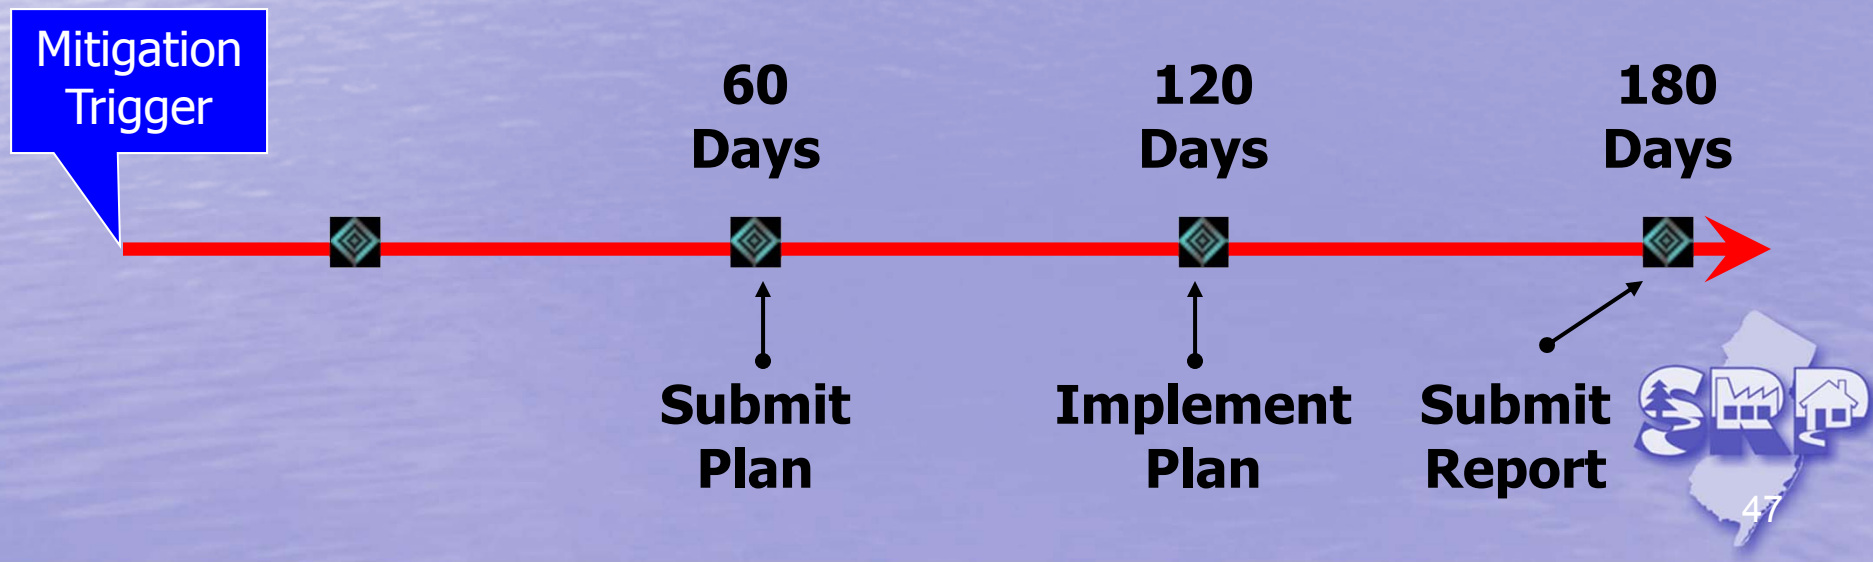 Mitigation
Trigger
60
Days
120
Days
180
Days
Submit
Plan
Implement
Plan
Submit
Report
SRP
47